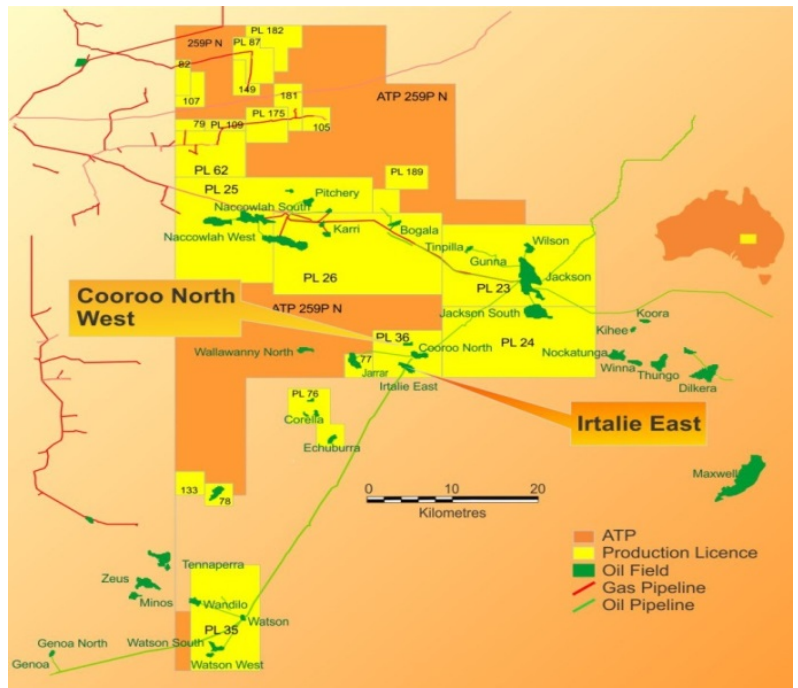 PL 182
259P N
PL 87
82
149
107
181
ATP 259P N
PL 175
79
PL 109
105
PL 62
PL 189
PL 25
Pitchery
Naccowlah South
Karri
Bogala
Naccowlah West
Tinpilla
Wilson
Gunna
Jackson
PL 26
PL 23
Cooroo North
West
ATP 259P N
Jackson South
Koora
PL 36
Kihee
Wallawanny North
Cooroo North
PL 24
Nockatunga
77
Winna
Jarrar
Thungo
Irtalie East
Dilkera
PL 76
Corella
Irtalie East
Echuburra
Maxwell
133
78
0
10
20
Kilometres
ATP
Production Licence
Oil Field
Gas Pipeline
Oil Pipeline
Tennaperra
Zeus
Minos
Wandilo
Watson
PL 35
Genoa North
Watson South
Genoa
Watson West